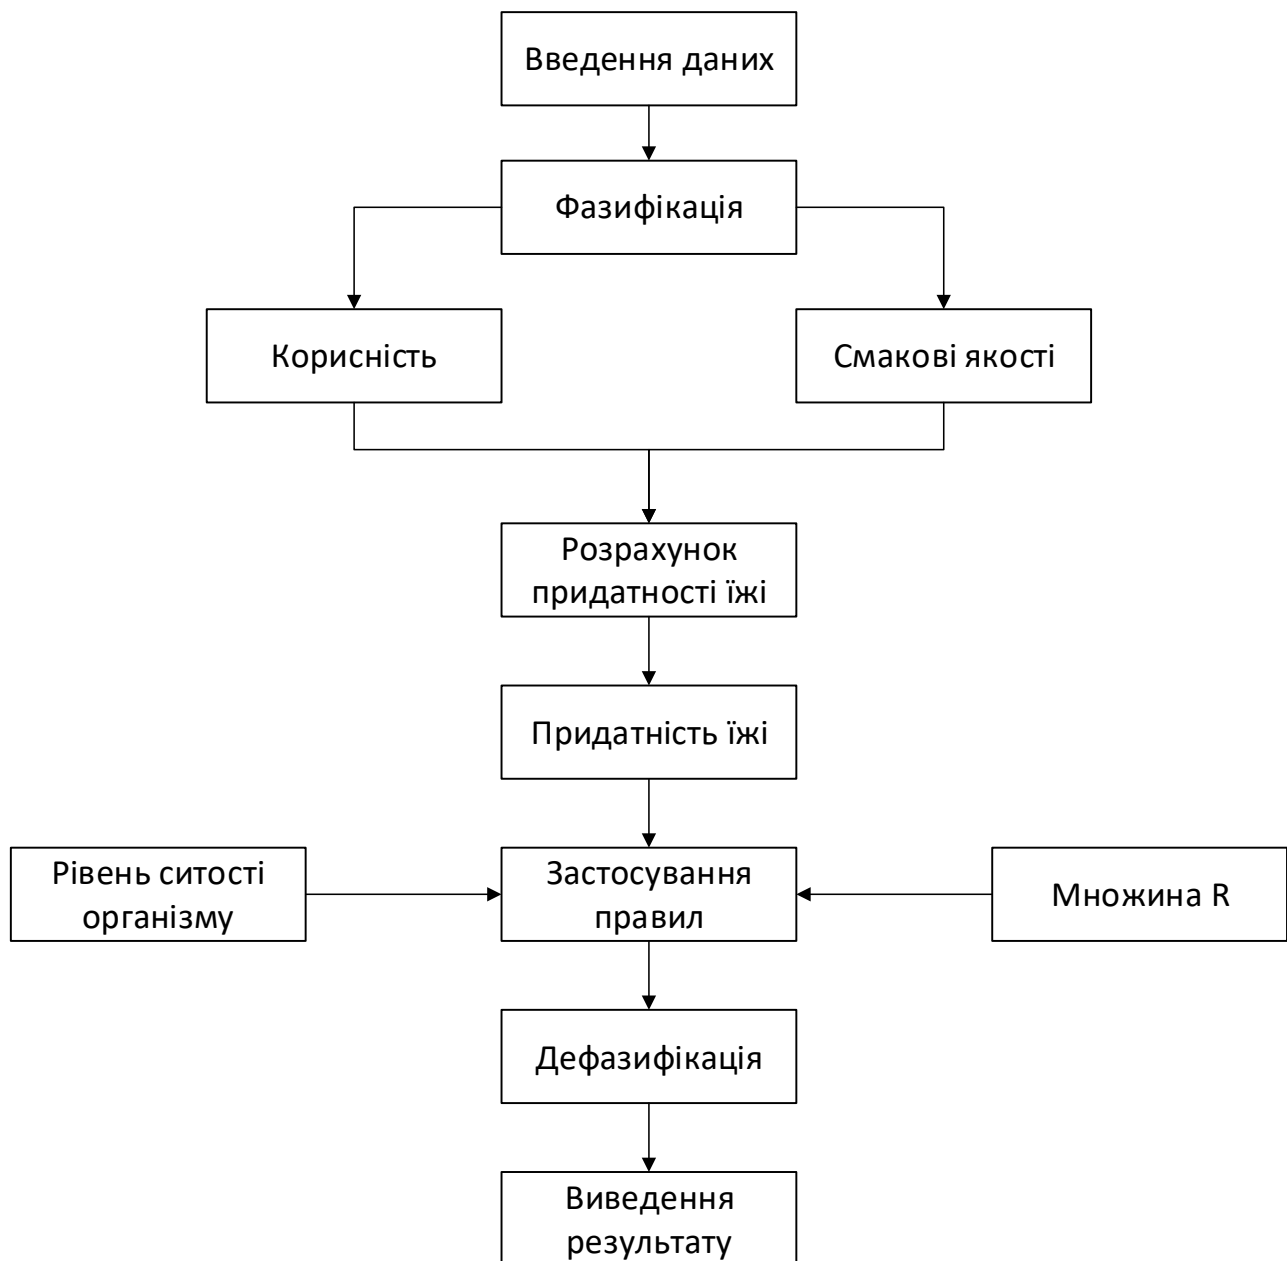 Введення даних
Фазифікація
Корисність
Смакові якості
Розрахунок
придатності їжі
Придатність їжі
Рівень ситості
організму
Застосування
правил
Множина R
Дефазифікація
Виведення
результату